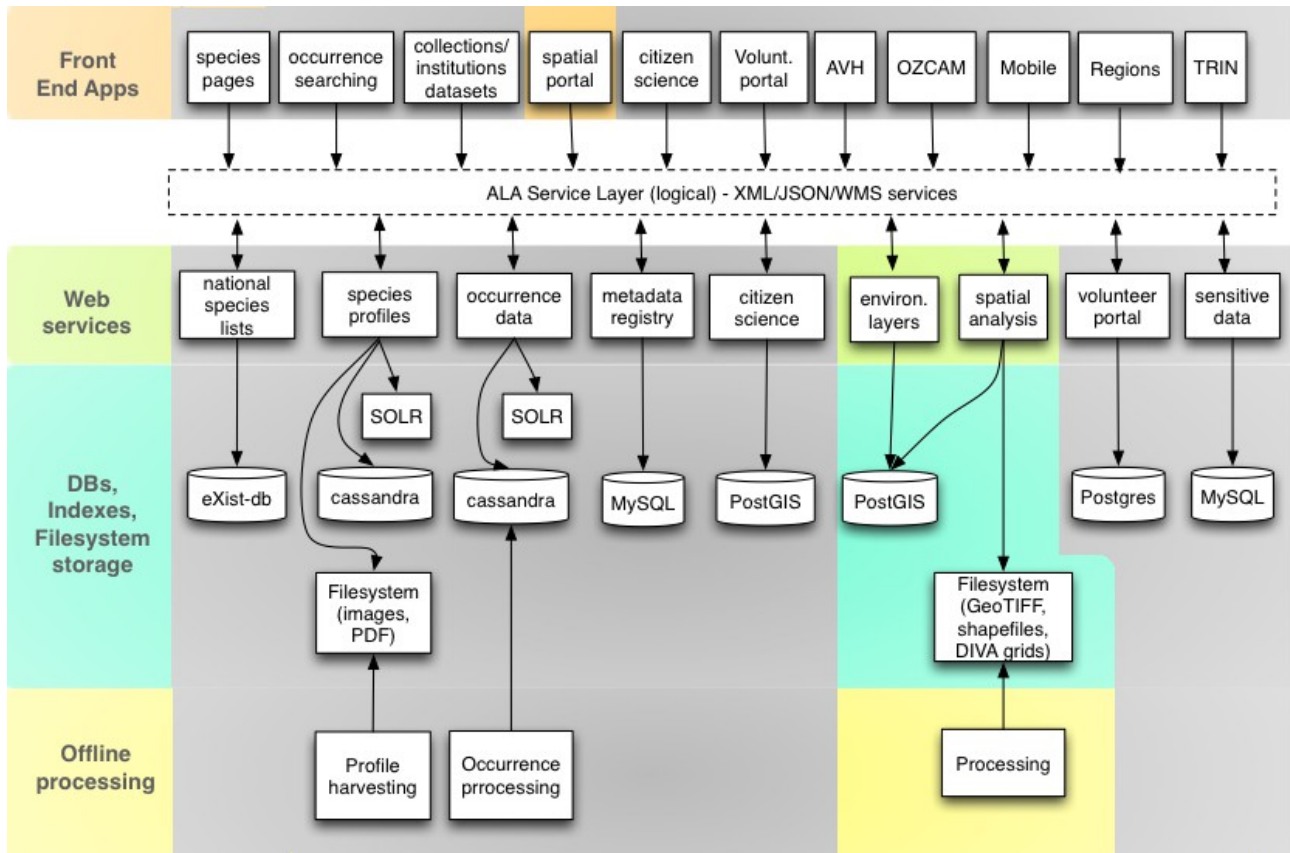 Front
End Apps
species
pages
occurrence
searching
collections/
institutions
datasets
spatial
portal
citizen
science
Volunt.
portal
AVH
OZCAM
Mobile
Regions
TRIN
ALA Service Layer (logical) - XML/JSON/WMS services
Web
services
national
species
lists
species
profiles
occurrence
data
metadata
registry
citizen
science
environ.
layers
spatial
analysis
volunteer
portal
sensitive
data
DBs,
Indexes,
Filesystem
storage
SOLR
SOLR
eXist-db
cassandra
cassandra
MySQL
PostGIS
PostGIS
Postgres
MySQL
Filesystem
(images,
PDF)
Filesystem
(GeoTIFF,
shapefiles,
DIVA grids)
Offline
processing
Profile
harvesting
Occurrence
prrocessing
Processing